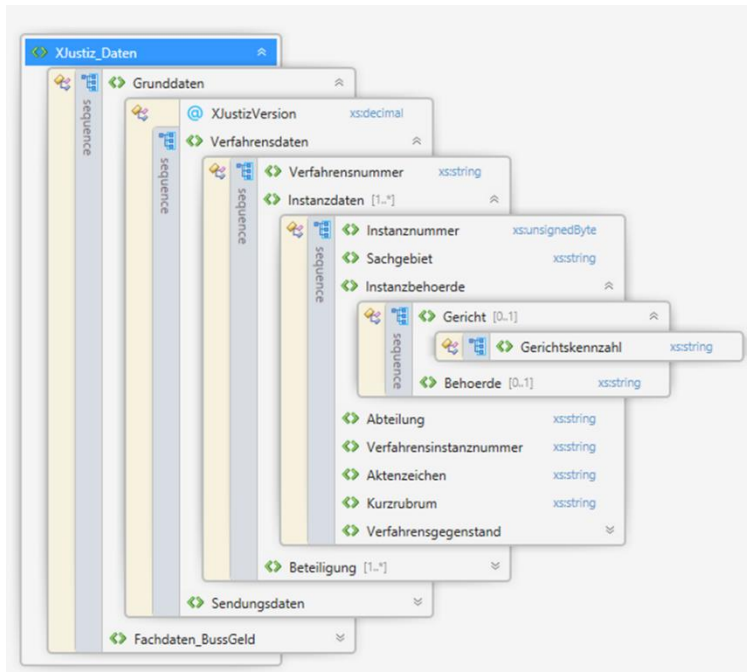 XJustiz_Daten
sequence
Grunddaten
@ XJustizVersion xs:decimal
sequence
Verfahrensdaten
sequence
Verfahrensnummer xs:string
Instanzdaten [1..*]
sequence
Instanznummer xs:unsignedByte
Sachgebiet xs:string
Instanzbehoerde
sequence
Gericht [0..1]
Gerichtskennzahl xs:string
Behoerde [0..1] xs:string
Abteilung xs:string
Verfahrensinstanznummer xs:string
Aktenzeichen xs:string
Kurzrubrum xs:string
Verfahrensgegenstand
Beteiligung [1..*]
Sendungsdaten
Fachdaten_BussGeld